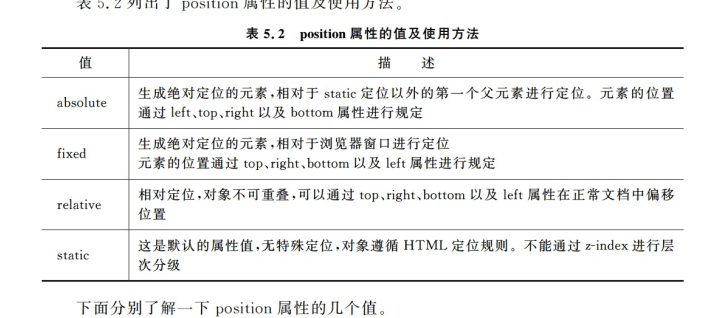 表 5.2 列出了 position 属性的值及使用方法。
表 5.2 position 属性的值及使用方法
值 描 述
absolute 生成绝对定位的元素,相对于 static 定位以外的第一个父元素进行定位。元素的位置
通过 left、top、right 以及 bottom 属性进行规定
fixed 生成绝对定位的元素,相对于浏览器窗口进行定位
元素的位置通过 top、right、bottom 以及 left 属性进行规定
relative 相对定位,对象不可重叠,可以通过 top、right、bottom 以及 left 属性在正常文档中偏移
位置
static 这是默认的属性值,无特殊定位,对象遵循 HTML 定位规则。不能通过 z-index 进行层
次分级
下面分别了解一下 position 属性的几个值。